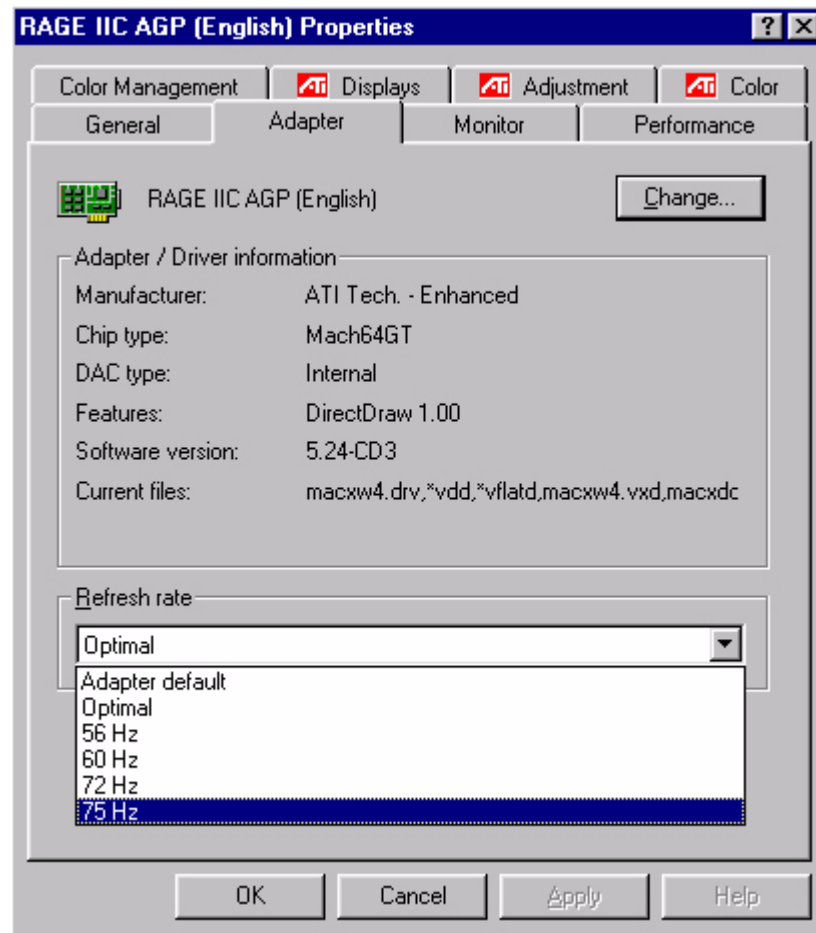 RAGE IIC AGP (English) Properties
Color Management ATI Displays ATI Adjustment ATI Color
General Adapter Monitor Performance
RAGE IIC AGP (English) Change...
Adapter / Driver information
Manufacturer: ATI Tech. - Enhanced
Chip type: Mach64GT
DAC type: Internal
Features: DirectDraw 1.00
Software version: 5.24-CD3
Current files: macxw4.drv,*vdd,*vflatd,macxw4.vxd,macxdc
Refresh rate
Optimal
Adapter default
Optimal
56 Hz
60 Hz
72 Hz
75 Hz
OK Cancel Apply Help